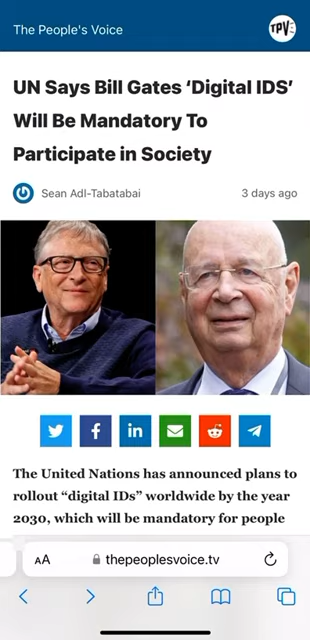 The People's Voice
TPV
UN Says Bill Gates ‘Digital IDS’
Will Be Mandatory To
Participate in Society
Sean Adl-Tabatabai
3 days ago
The United Nations has announced plans to
rollout “digital IDs” worldwide by the year
2030, which will be mandatory for people
AA
thepeoplesvoice.tv